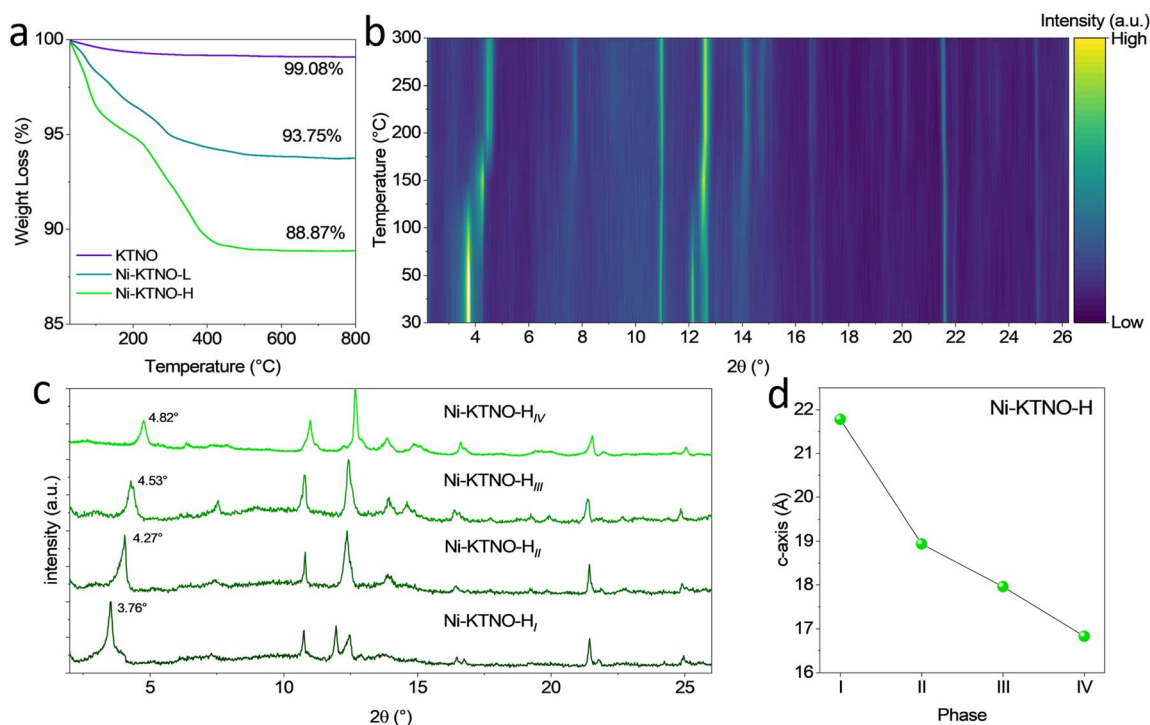 a
100
95
90
85
Weight Loss (%)
99.08%
93.75%
88.87%
KTNO
Ni-KTNO-L
Ni-KTNO-H
200 400 600 800
Temperature (°C)
b
Intensity (a.u.)
High
Low
300
250
200
150
100
50
30
Temperature (°C)
4 6 8 10 12 14 16 18 20 22 24 26
2θ (°)
c
intensity (a.u.)
4.82°
Ni-KTNO-H_IV
4.53°
Ni-KTNO-H_III
4.27°
Ni-KTNO-H_II
3.76°
Ni-KTNO-H_I
5 10 15 20 25
2θ (°)
d
Ni-KTNO-H
22
21
20
19
18
17
16
c-axis (Å)
I II III IV
Phase